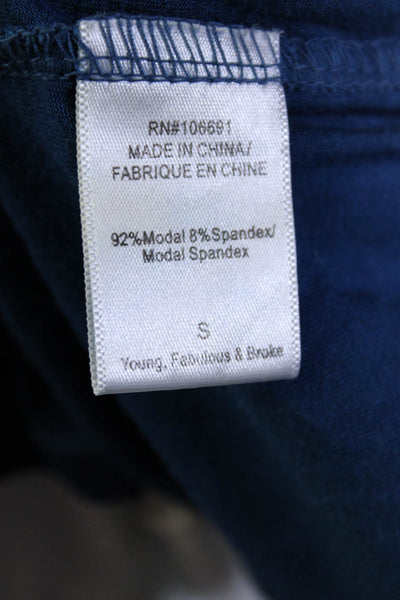 RN#106691
MADE IN CHINA/
FABRIQUE EN CHINE
92%Modal 8%Spandex/
Modal Spandex
S
Young, Fabulous & Broke